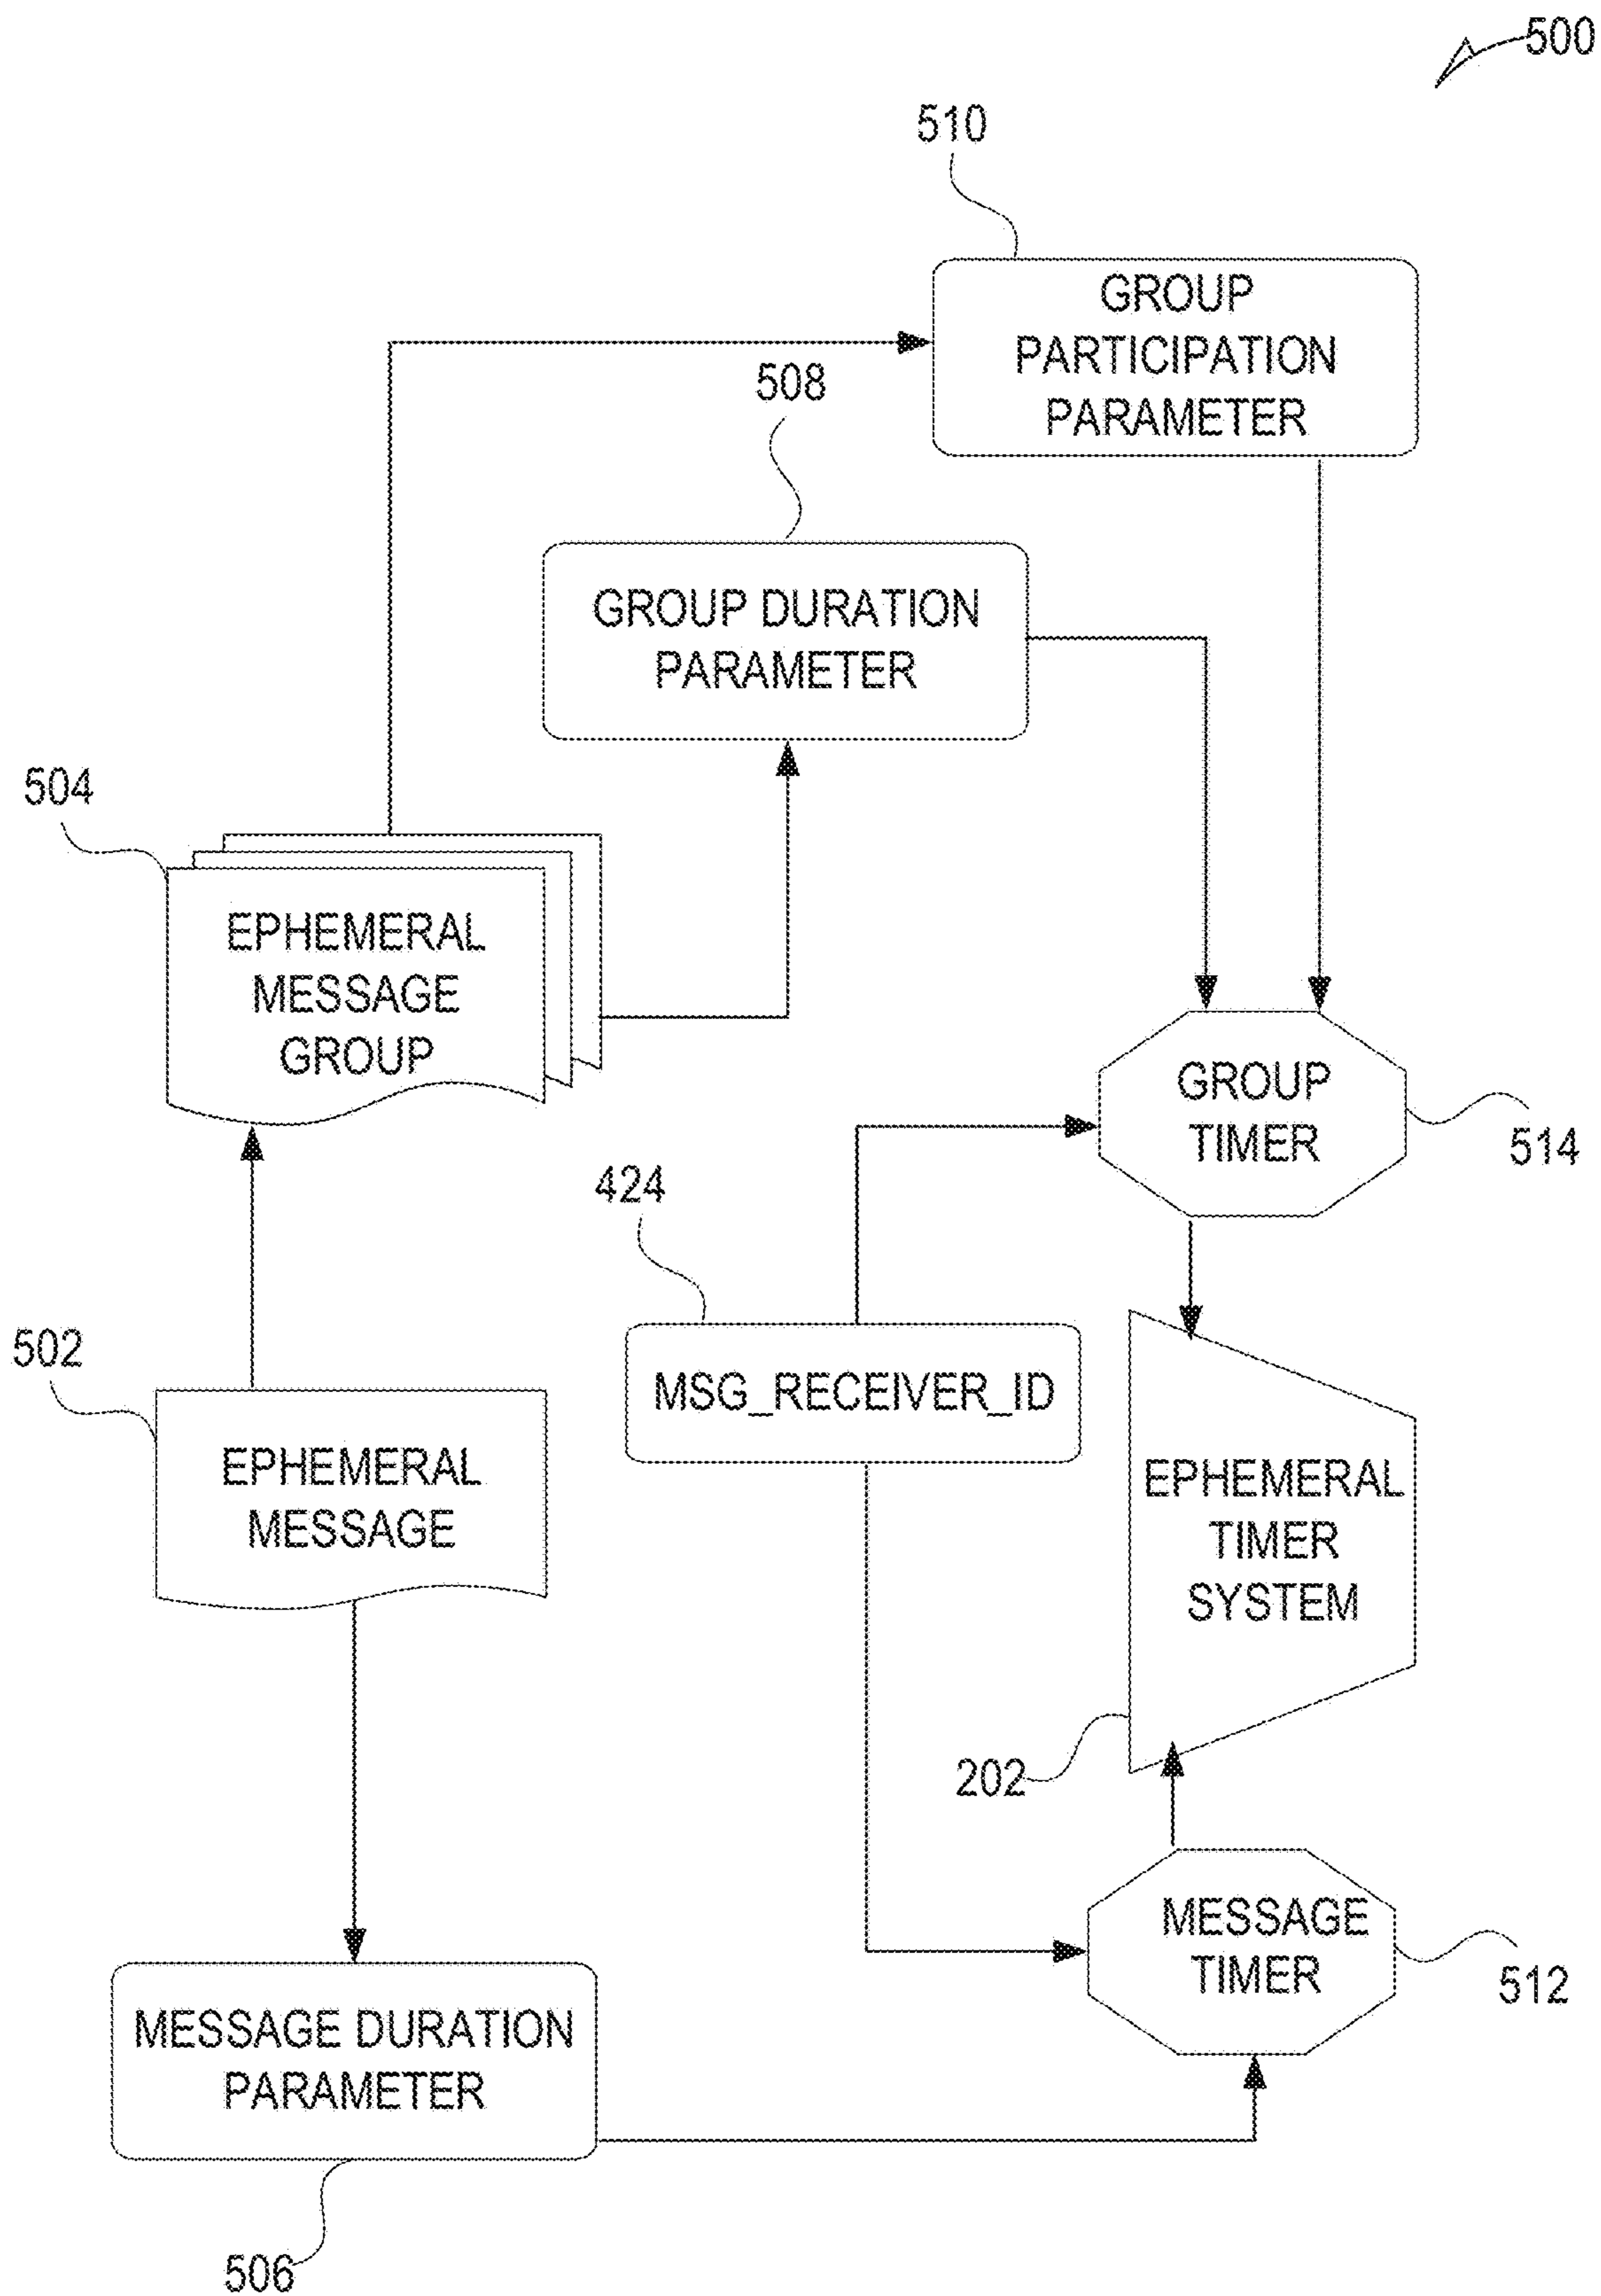 500
510
GROUP
PARTICIPATION
PARAMETER
508
GROUP DURATION
PARAMETER
504
EPHEMERAL
MESSAGE
GROUP
GROUP
TIMER
514
424
MSG_RECEIVER_ID
502
EPHEMERAL
MESSAGE
EPHEMERAL
TIMER
SYSTEM
202
MESSAGE
TIMER
512
MESSAGE DURATION
PARAMETER
506